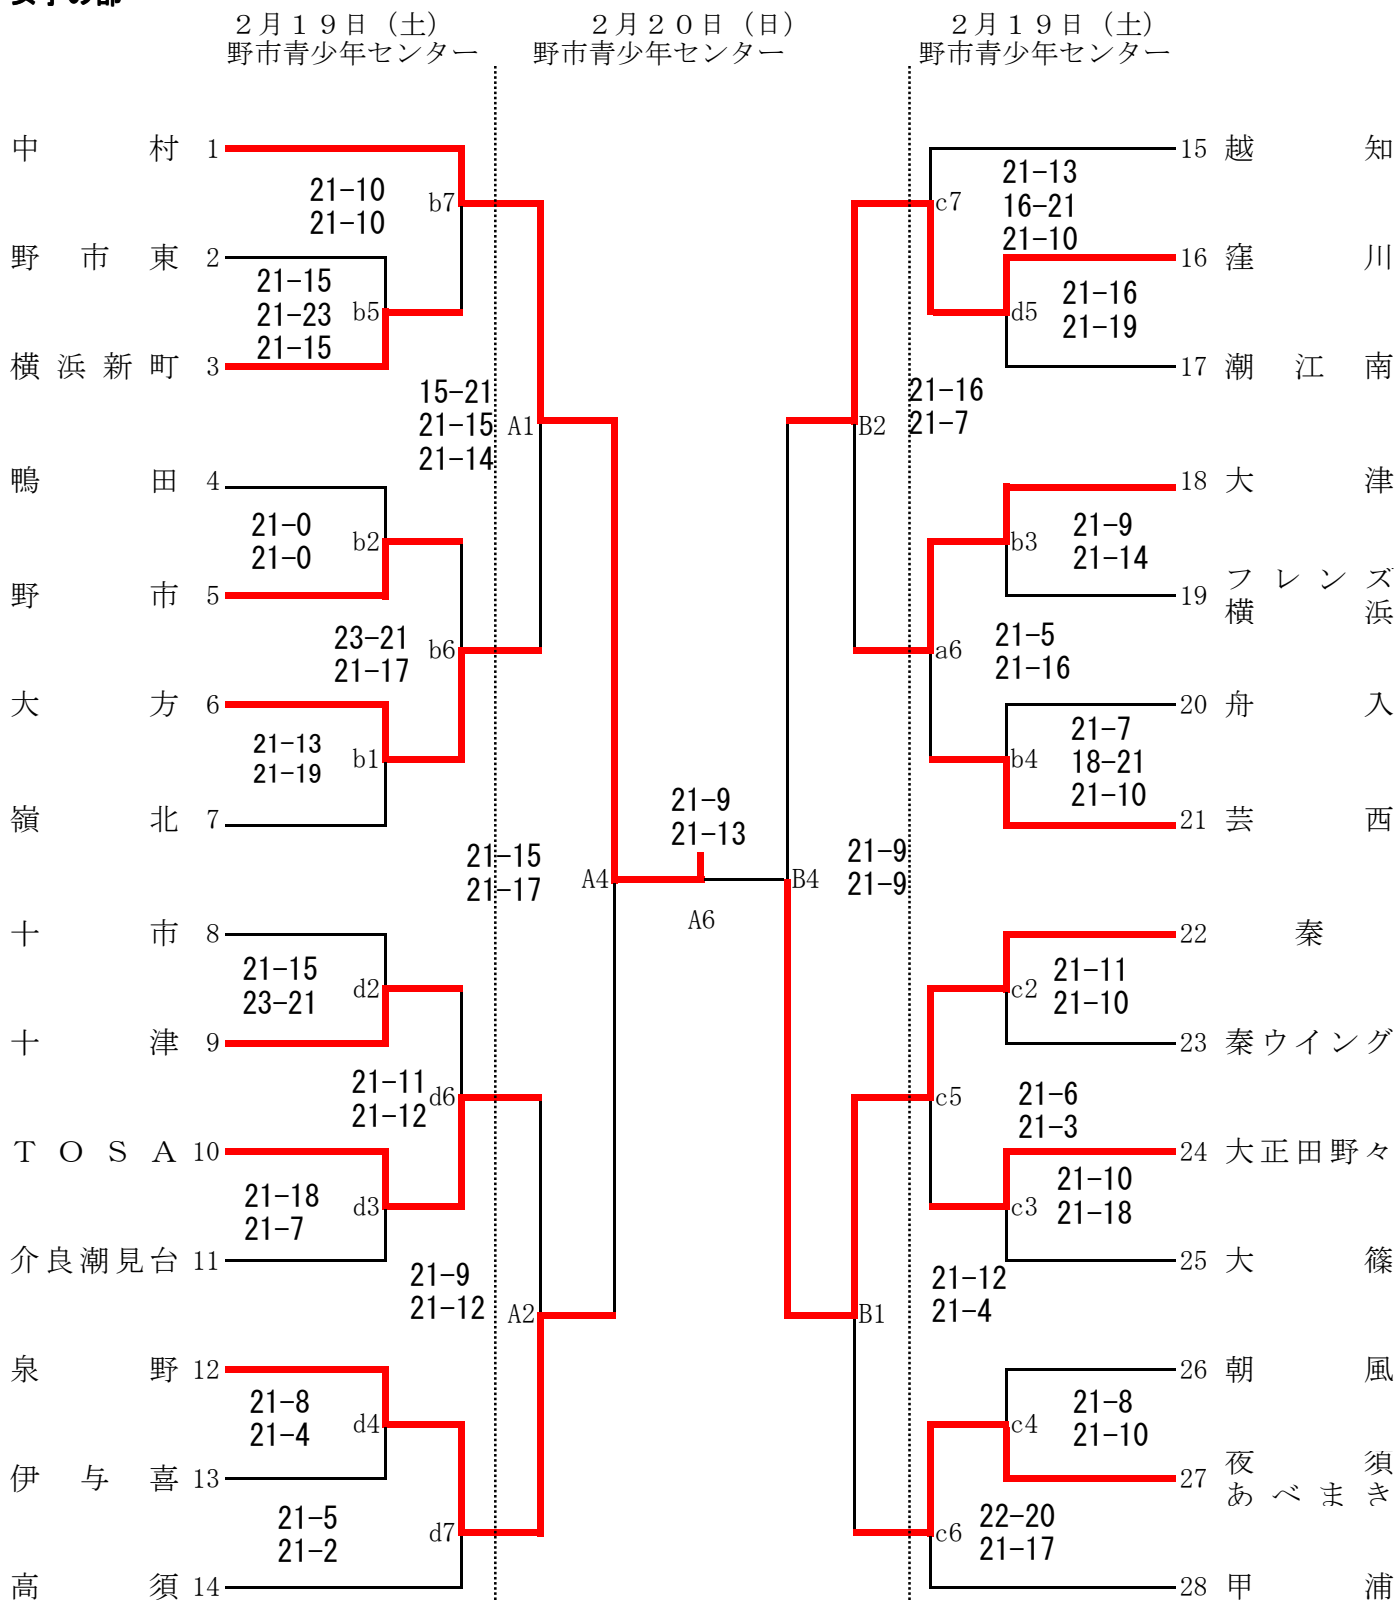 ２月１９日（土）
野市青少年センター
２月２０日（日）
野市青少年センター
２月１９日（土）
野市青少年センター
中村 1
21-10
21-10
b7
野市東 2
21-15
21-23
21-15
b5
横浜新町 3
15-21
21-15
21-14
A1
鴨田 4
21-0
21-0
b2
野市 5
23-21
21-17
b6
大方 6
21-13
21-19
b1
嶺北 7
21-15
21-17
A4
十市 8
21-15
23-21
d2
十津 9
21-11
21-12
d6
ＴＯＳＡ 10
21-18
21-7
d3
介良潮見台 11
21-9
21-12
A2
泉野 12
21-8
21-4
d4
伊与喜 13
21-5
21-2
d7
高須 14
21-9
21-13
A6
15 越知
21-13
16-21
21-10
c7
16 窪川
21-16
21-19
d5
17 潮江南
21-16
21-7
B2
18 大津
21-9
21-14
b3
19 フレンズ
横浜
21-5
21-16
a6
20 舟入
21-7
18-21
21-10
b4
21 芸西
21-9
21-9
B4
22 秦
21-11
21-10
c2
23 秦ウイング
21-6
21-3
c5
24 大正田野々
21-10
21-18
c3
25 大篠
21-12
21-4
B1
26 朝風
21-8
21-10
c4
27 夜須
あべまき
22-20
21-17
c6
28 甲浦